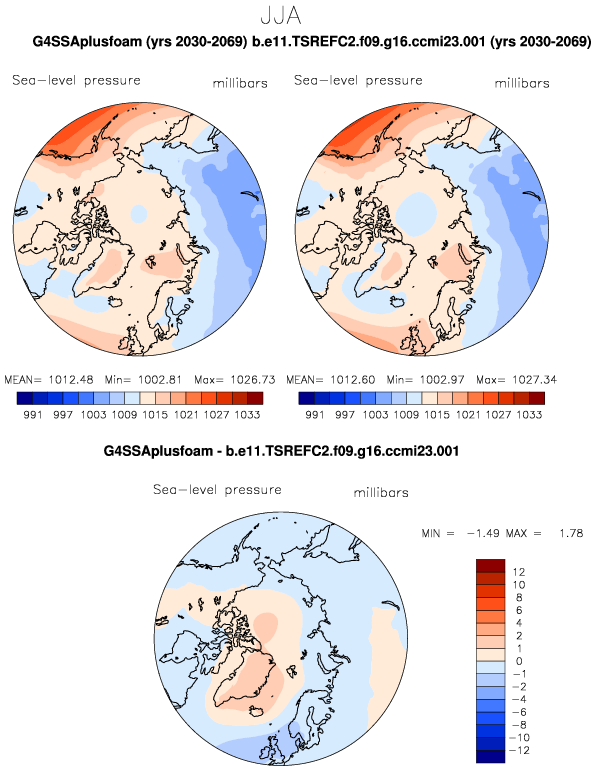 JJA
G4SSAplusfoam (yrs 2030-2069) b.e11.TSREFC2.f09.g16.ccmi23.001 (yrs 2030-2069)
Sea-level pressure millibars Sea-level pressure millibars
MEAN= 1012.48 Min= 1002.81 Max= 1026.73 MEAN= 1012.60 Min= 1002.97 Max= 1027.34
991 997 1003 1009 1015 1021 1027 1033 991 997 1003 1009 1015 1021 1027 1033
G4SSAplusfoam - b.e11.TSREFC2.f09.g16.ccmi23.001
Sea-level pressure millibars
MIN = -1.49 MAX = 1.78
12
10
8
6
4
2
1
0
-1
-2
-4
-6
-8
-10
-12